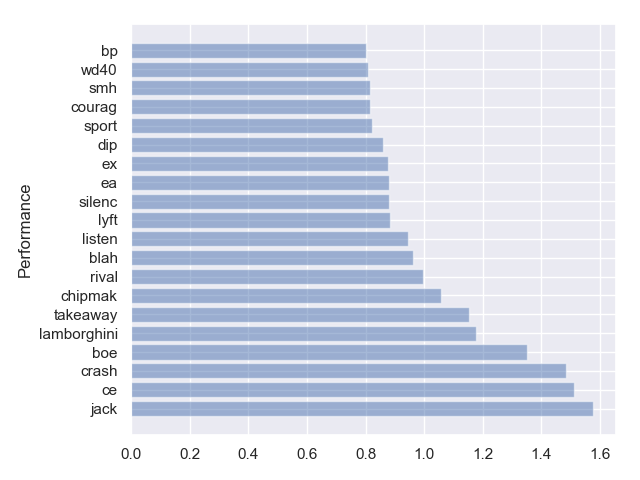 bp
wd40
smh
courag
sport
dip
ex
ea
silenc
lyft
listen
blah
rival
chipmak
takeaway
lamborghini
boe
crash
ce
jack
Performance
0.0 0.2 0.4 0.6 0.8 1.0 1.2 1.4 1.6